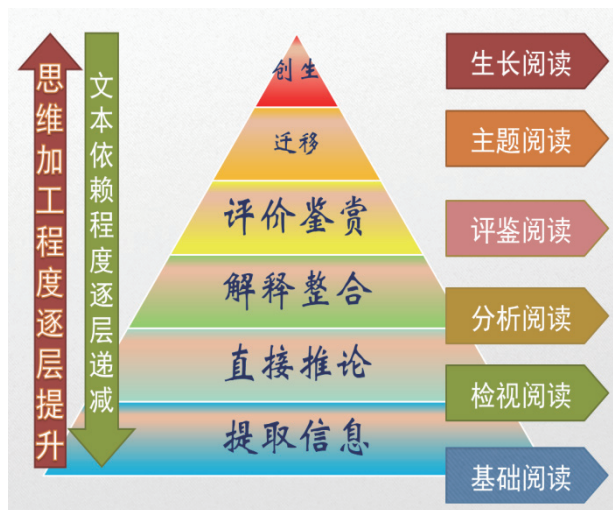 思维加工程度逐层提升
文本依赖程度逐层递减
创生
迁移
评价鉴赏
解释整合
直接推论
提取信息
生长阅读
主题阅读
评鉴阅读
分析阅读
检视阅读
基础阅读